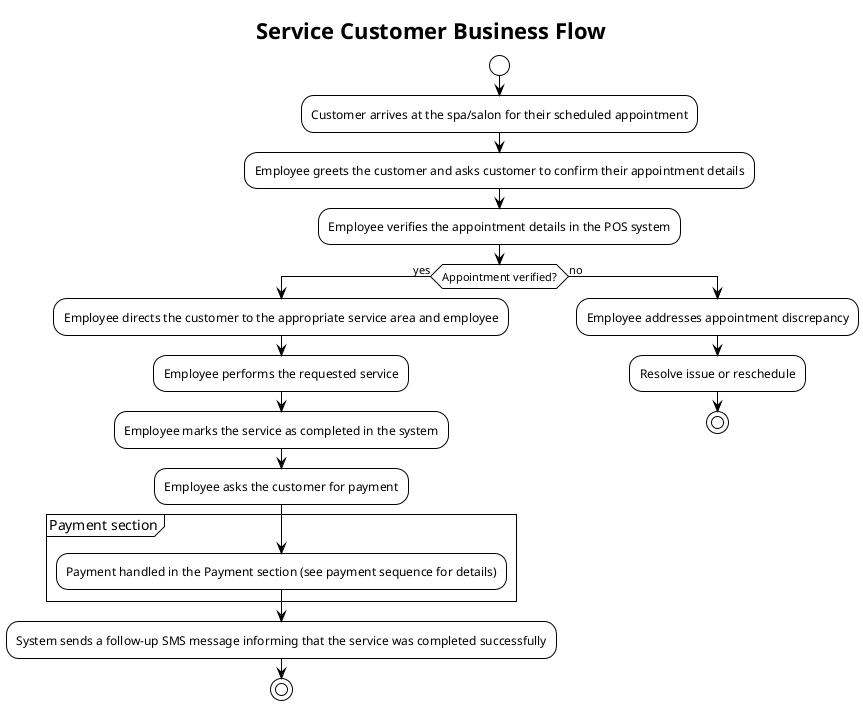 Service Customer Business Flow
Customer arrives at the spa/salon for their scheduled appointment
Employee greets the customer and asks customer to confirm their appointment details
Employee verifies the appointment details in the POS system
yes
Appointment verified?
no
Employee directs the customer to the appropriate service area and employee
Employee addresses appointment discrepancy
Employee performs the requested service
Resolve issue or reschedule
Employee marks the service as completed in the system
Employee asks the customer for payment
Payment section
Payment handled in the Payment section (see payment sequence for details)
System sends a follow-up SMS message informing that the service was completed successfully